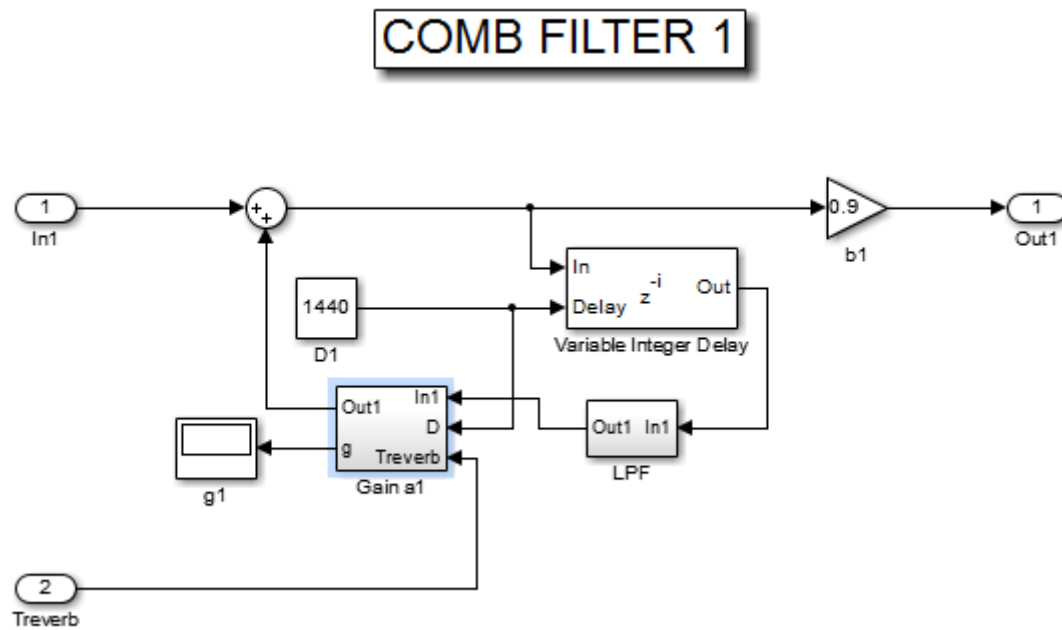 COMB FILTER 1
1
In1
+
+
0.9
b1
1
Out1
1440
D1
In
Delay
z-i
Out
Variable Integer Delay
Out1
g
In1
D
Treverb
Gain a1
Out1 In1
LPF
g1
2
Treverb